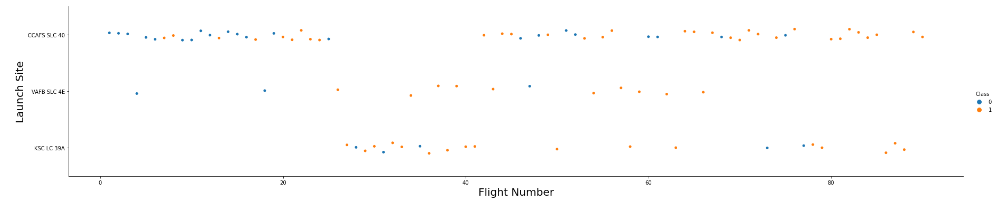 CCAFS SLC 40
VAFB SLC 4E
KSC LC 39A
Launch Site
0
20
40
60
80
Flight Number
Class
0
1